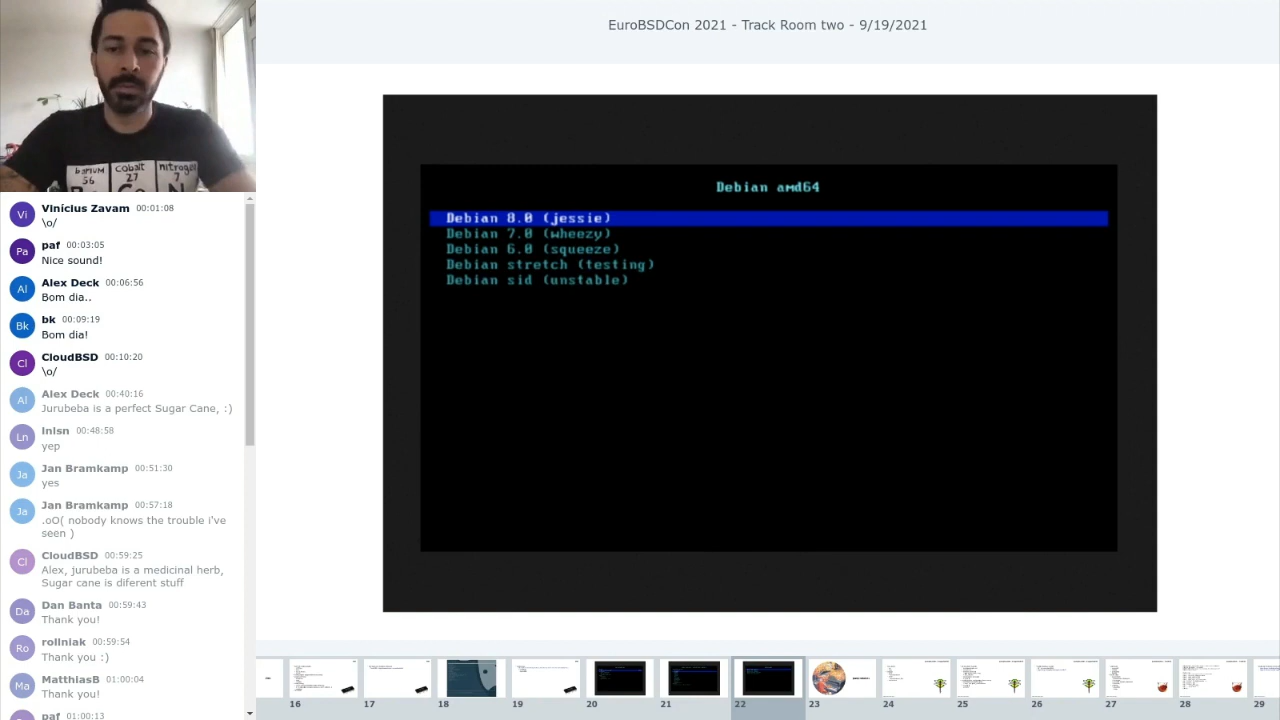 EuroBSDCon 2021 - Track Room two - 9/19/2021
barium
56
cobalt
27
nitrogen
7
Vi
Vinícius Zavam 00:01:08
\o/
Pa
paf 00:03:05
Nice sound!
Al
Alex Deck 00:06:56
Bom dia..
Bk
bk 00:09:19
Bom dia!
Cl
CloudBSD 00:10:20
\o/
Al
Alex Deck 00:40:16
Jurubeba is a perfect Sugar Cane, :)
Ln
lnlsn 00:48:58
yep
Ja
Jan Bramkamp 00:51:30
yes
Ja
Jan Bramkamp 00:57:18
.oO( nobody knows the trouble i've
seen )
Cl
CloudBSD 00:59:25
Alex, jurubeba is a medicinal herb,
Sugar cane is diferent stuff
Da
Dan Banta 00:59:43
Thank you!
Ro
rollniak 00:59:54
Thank you :)
Ma
MatthiasB 01:00:04
Thank you!
paf 01:00:13
Debian amd64
Debian 8.0 (jessie)
Debian 7.0 (wheezy)
Debian 6.0 (squeeze)
Debian stretch (testing)
Debian sid (unstable)
16
17
18
19
20
21
22
23
24
25
26
27
28
29